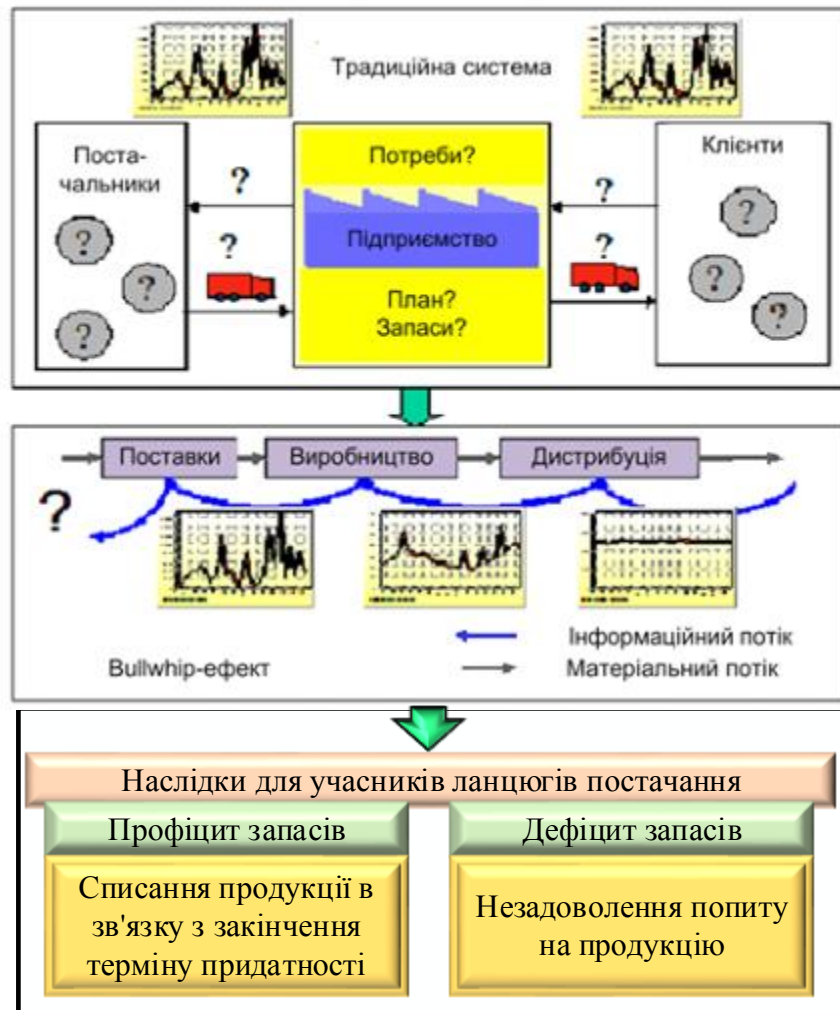 Традиційна система
Поста-
чальники
?
?
?
?
?
Потреби?
Підприємство
План?
Запаси?
?
?
Клієнти
?
?
?
Поставки
Виробництво
Дистрибуція
?
Інформаційний потік
Bullwhip-ефект
Матеріальний потік
Наслідки для учасників ланцюгів постачання
Профіцит запасів
Дефіцит запасів
Списання продукції в
зв'язку з закінчення
терміну придатності
Незадоволення попиту
на продукцію